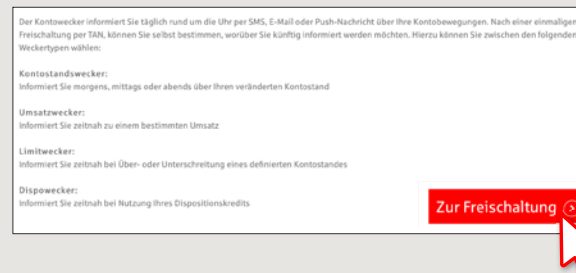 Der Kontowecker informiert Sie täglich rund um die Uhr per SMS, E-Mail oder Push-Nachricht über Ihre Kontobewegungen. Nach einer einmaligen
Freischaltung per TAN, können Sie selbst bestimmen, worüber Sie künftig informiert werden möchten. Hierzu können Sie zwischen den folgenden
Weckertypen wählen:
Kontostandswecker:
Informiert Sie morgens, mittags oder abends über Ihren veränderten Kontostand
Umsatzwecker:
Informiert Sie zeitnah zu einem bestimmten Umsatz
Limitwecker:
Informiert Sie zeitnah bei Über- oder Unterschreitung eines definierten Kontostandes
Dispowecker:
Informiert Sie zeitnah bei Nutzung Ihres Dispositionskredits
Zur Freischaltung